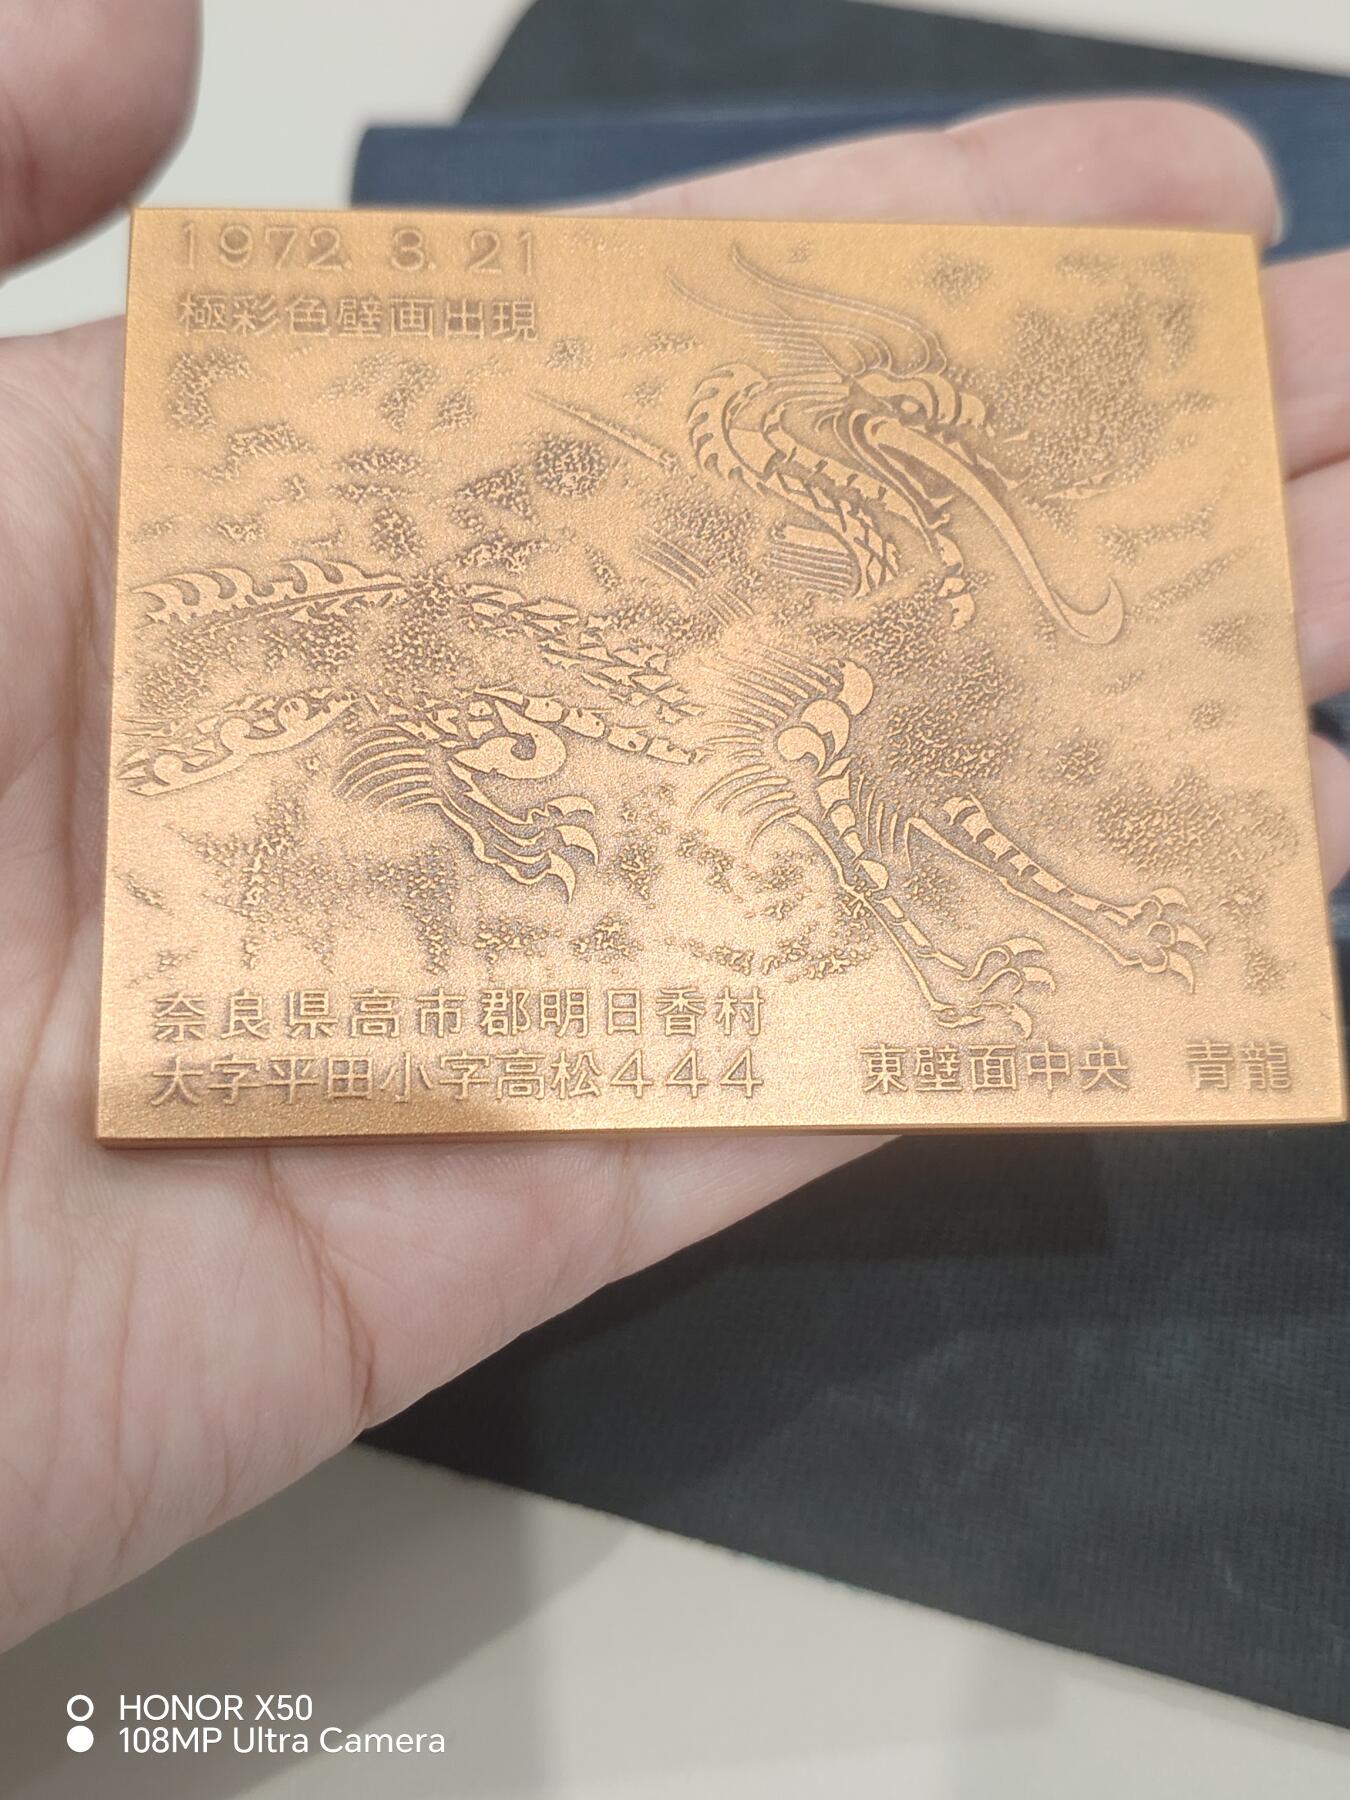 1972. 3. 21
極彩色壁画出現
奈良県高市郡明日香村
大字平田小字高松444
東壁面中央 青龍
HONOR X50
108MP Ultra Camera